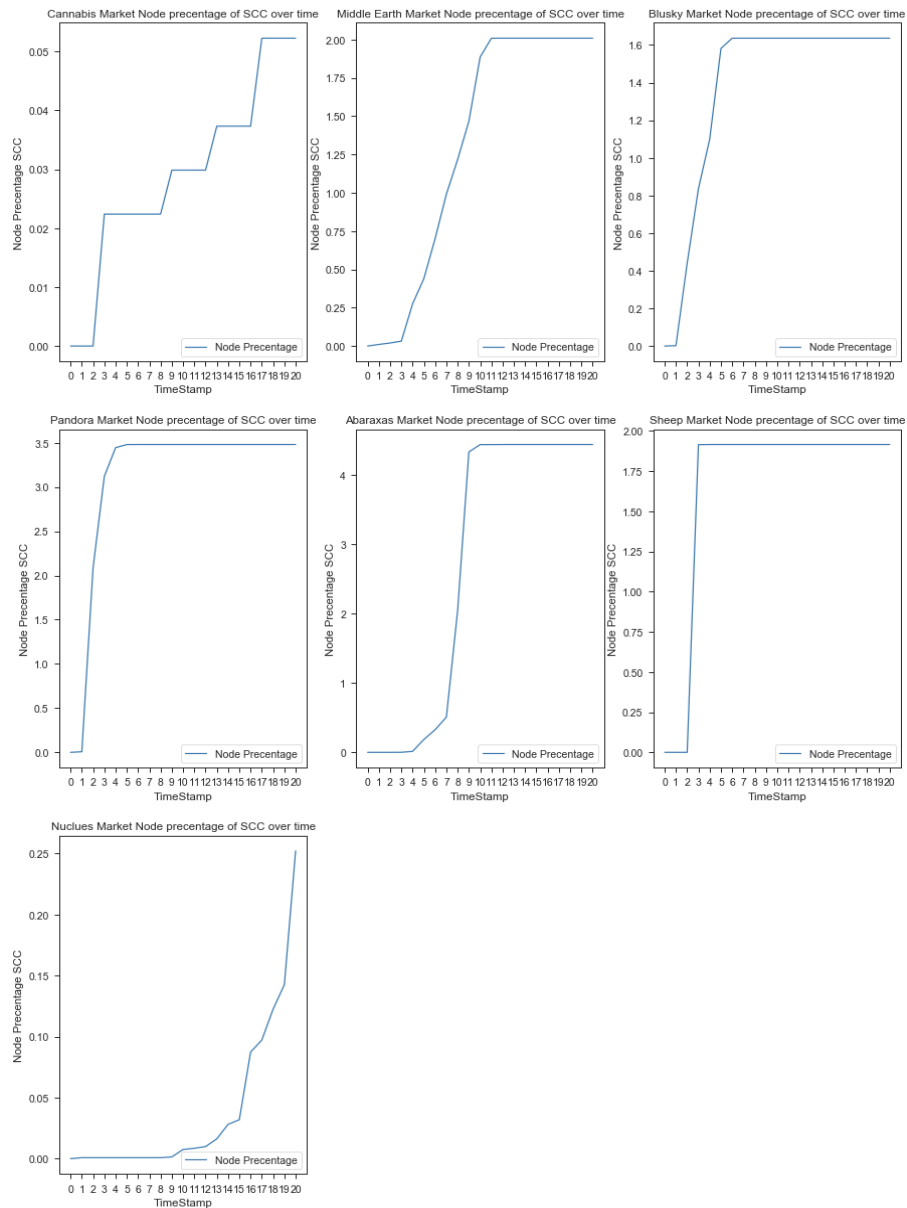 Cannabis Market Node precentage of SCC over time
Node Precentage SCC
0.05
0.04
0.03
0.02
0.01
0.00
Node Precentage
0 1 2 3 4 5 6 7 8 9 10 11 12 13 14 15 16 17 18 19 20
TimeStamp
Middle Earth Market Node precentage of SCC over time
Node Precentage SCC
2.00
1.75
1.50
1.25
1.00
0.75
0.50
0.25
0.00
Node Precentage
0 1 2 3 4 5 6 7 8 9 10 11 12 13 14 15 16 17 18 19 20
TimeStamp
Blusky Market Node precentage of SCC over time
Node Precentage SCC
1.6
1.4
1.2
1.0
0.8
0.6
0.4
0.2
0.0
Node Precentage
0 1 2 3 4 5 6 7 8 9 10 11 12 13 14 15 16 17 18 19 20
TimeStamp
Pandora Market Node precentage of SCC over time
Node Precentage SCC
3.5
3.0
2.5
2.0
1.5
1.0
0.5
0.0
Node Precentage
0 1 2 3 4 5 6 7 8 9 10 11 12 13 14 15 16 17 18 19 20
TimeStamp
Abaraxas Market Node precentage of SCC over time
Node Precentage SCC
4
4
2
1
0
Node Precentage
0 1 2 3 4 5 6 7 8 9 10 11 12 13 14 15 16 17 18 19 20
TimeStamp
Sheep Market Node precentage of SCC over time
Node Precentage SCC
2.00
1.75
1.50
1.25
1.00
0.75
0.50
0.25
0.00
Node Precentage
0 1 2 3 4 5 6 7 8 9 10 11 12 13 14 15 16 17 18 19 20
TimeStamp
Nuclues Market Node precentage of SCC over time
Node Precentage SCC
0.25
0.20
0.15
0.10
0.05
0.00
Node Precentage
0 1 2 3 4 5 6 7 8 9 10 11 12 13 14 15 16 17 18 19 20
TimeStamp